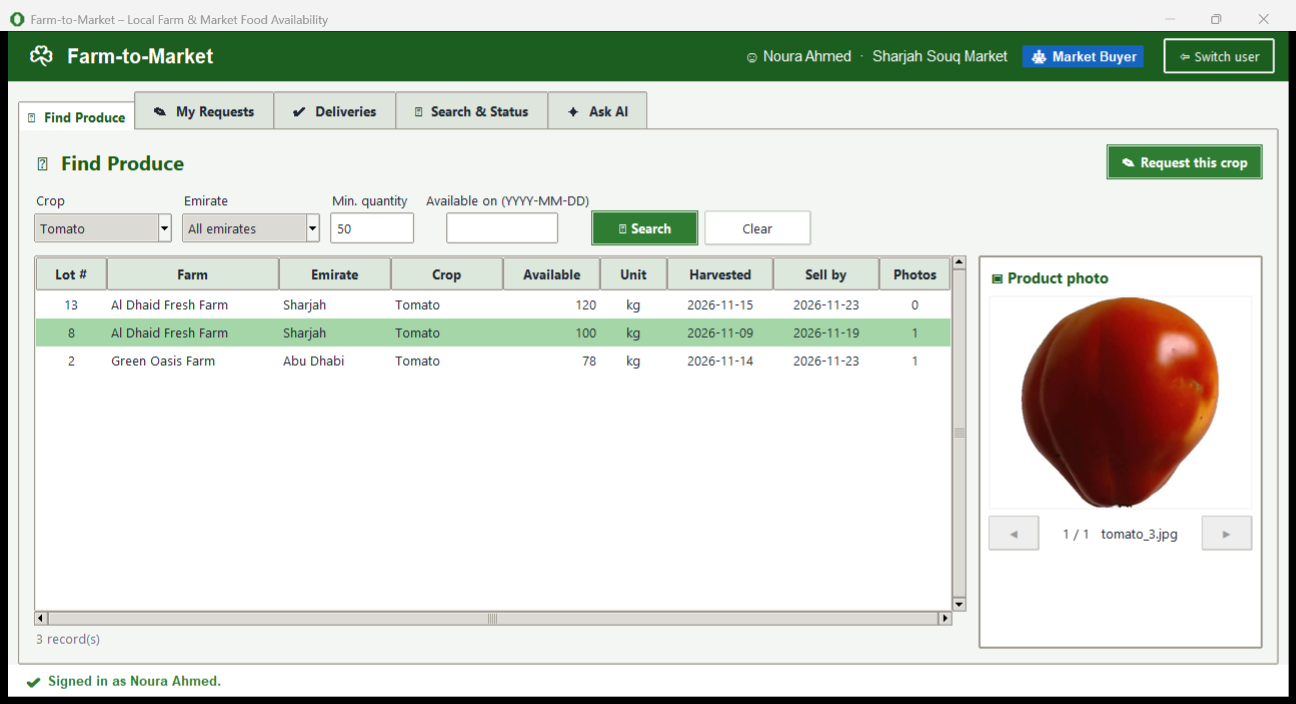 Farm-to-Market – Local Farm & Market Food Availability
Farm-to-Market
Noura Ahmed · Sharjah Souq Market
Market Buyer
Switch user
Find Produce
My Requests
Deliveries
Search & Status
Ask AI
Find Produce
Request this crop
Crop
Emirate
Min. quantity
Available on (YYYY-MM-DD)
Tomato
All emirates
50
Search
Clear
Lot # Farm Emirate Crop Available Unit Harvested Sell by Photos
13 Al Dhaid Fresh Farm Sharjah Tomato 120 kg 2026-11-15 2026-11-23 0
8 Al Dhaid Fresh Farm Sharjah Tomato 100 kg 2026-11-09 2026-11-19 1
2 Green Oasis Farm Abu Dhabi Tomato 78 kg 2026-11-14 2026-11-23 1
Product photo
1 / 1 tomato_3.jpg
3 record(s)
Signed in as Noura Ahmed.